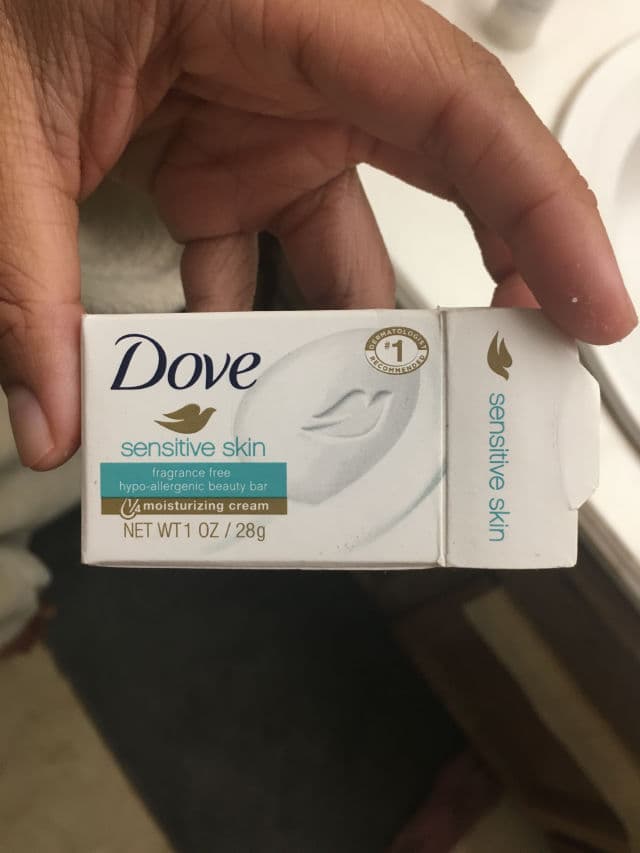 Dove
sensitive skin
fragrance free
hypo-allergenic beauty bar
¼ moisturizing cream
NET WT 1 OZ / 28g
DERMATOLOGIST
#1
RECOMMENDED
sensitive skin